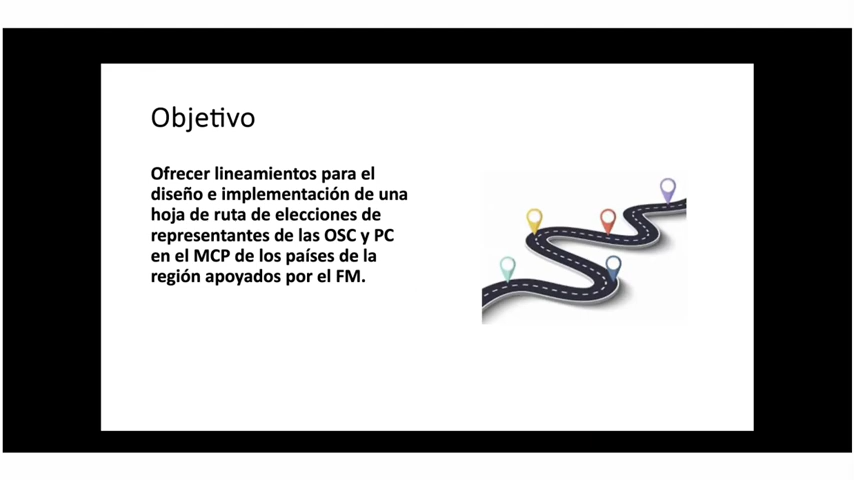 Objetivo
Ofrecer lineamientos para el
diseño e implementación de una
hoja de ruta de elecciones de
representantes de las OSC y PC
en el MCP de los países de la
región apoyados por el FM.